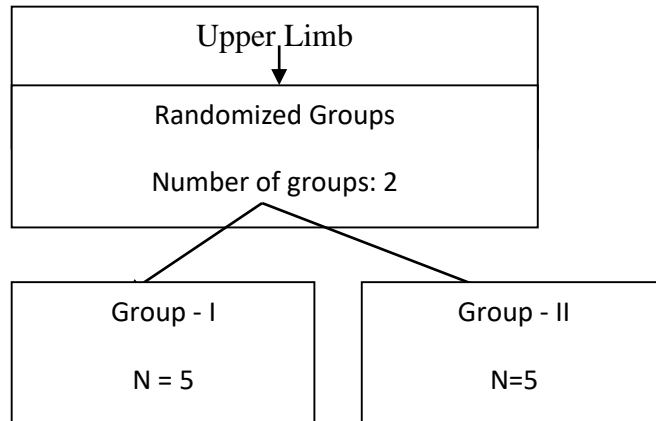 Upper Limb
Randomized Groups
Number of groups: 2
Group - I
Group - II
N = 5
N=5